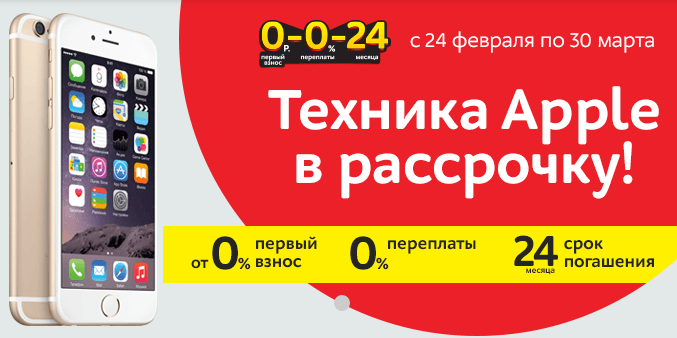 0-0-24
Р. %
первый взнос переплаты месяца
с 24 февраля по 30 марта
Техника Apple
в рассрочку!
от 0% первый взнос
0% переплаты
24 месяца срок погашения